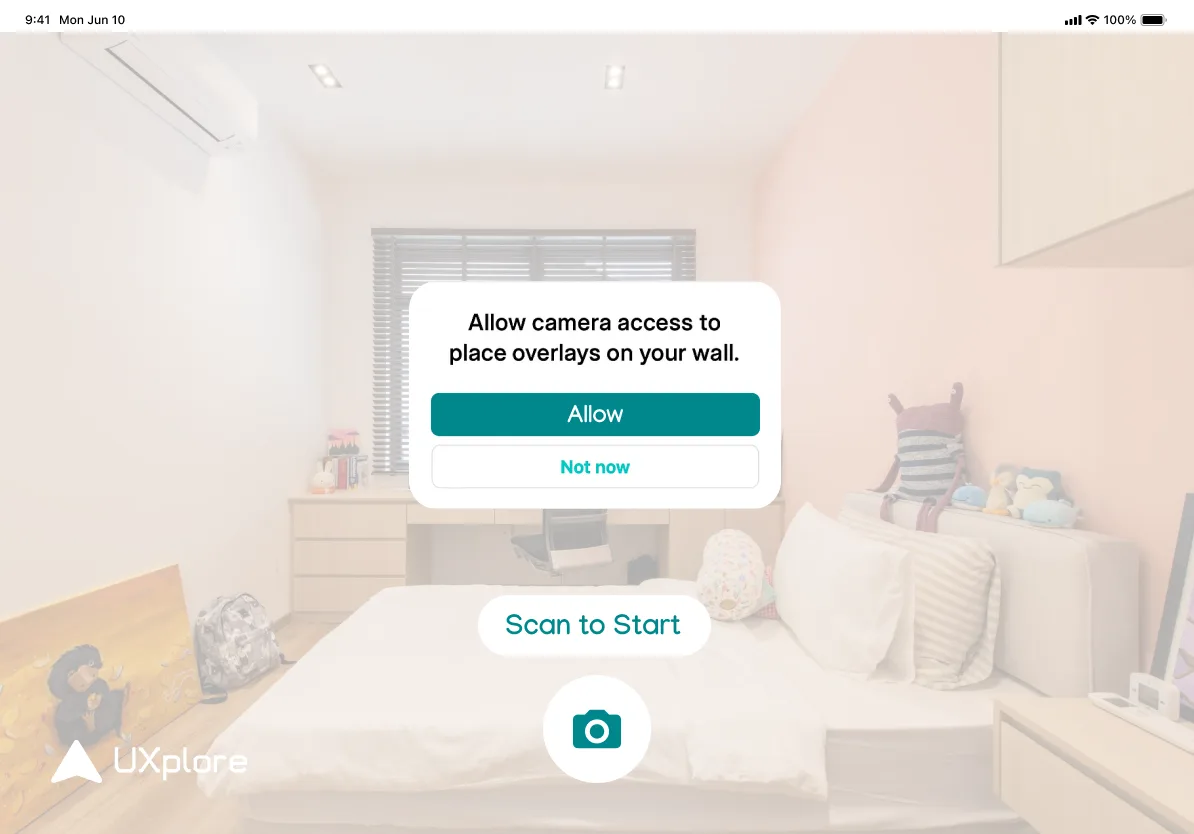 9:41 Mon Jun 10
100%
Allow camera access to
place overlays on your wall.
Allow
Not now
Scan to Start
UXplore